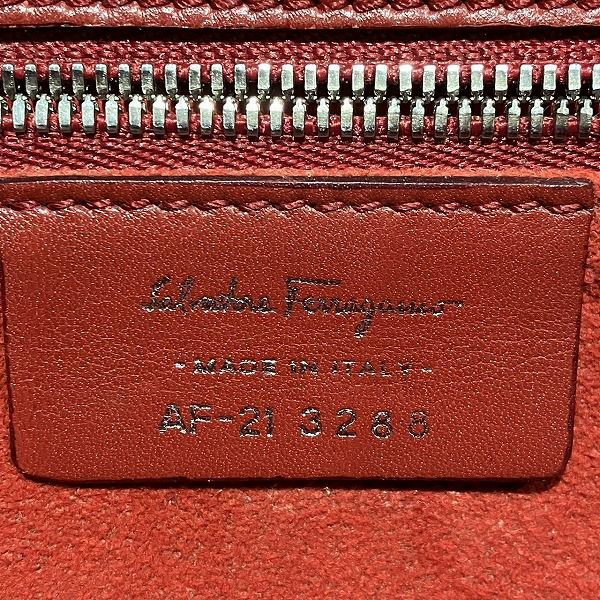 Salvatore Ferragamo
- MADE IN ITALY -
AF-21 3288